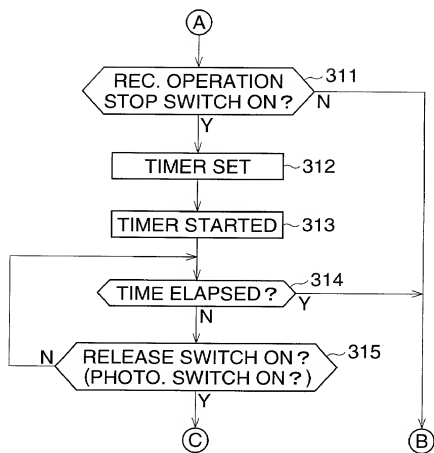 A
REC. OPERATION
STOP SWITCH ON ?
311
N
Y
TIMER SET
312
TIMER STARTED
313
TIME ELAPSED ?
314
Y
N
N
RELEASE SWITCH ON ?
(PHOTO. SWITCH ON ? )
315
Y
C
B